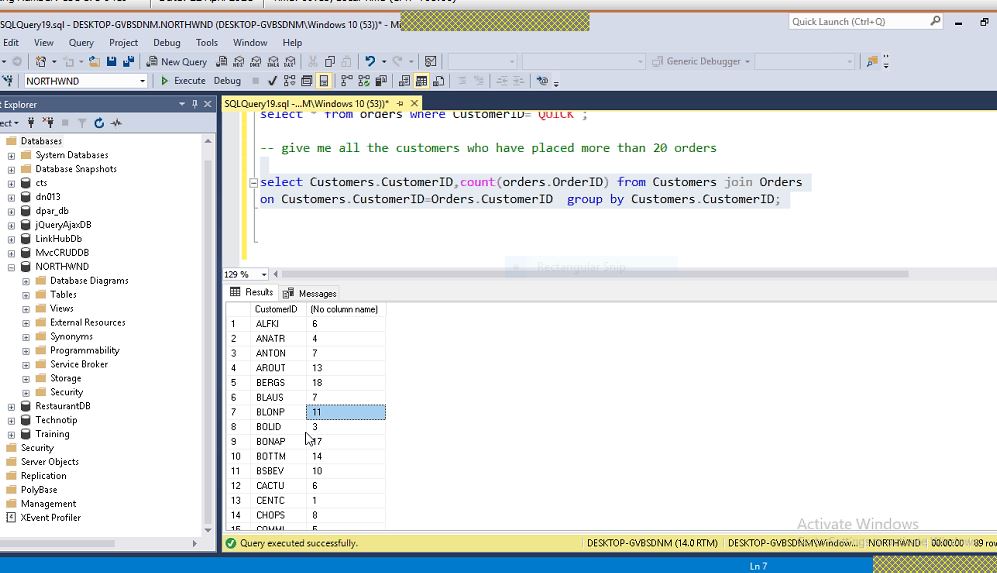 SQLQuery19.sql - DESKTOP-GVBSDNM.NORTHWND (DESKTOP-GVBSDNM\Windows 10 (53))* - Mi
Quick Launch (Ctrl+Q)
Edit View Query Project Debug Tools Window Help
New Query
Generic Debugger
NORTHWND
Execute Debug
t Explorer
SQLQuery19.sql -...M\Windows 10 (53))*
ect
Databases
System Databases
Database Snapshots
cts
dn013
dpar_db
jQueryAjaxDB
LinkHubDb
MvcCRUDDB
NORTHWND
Database Diagrams
Tables
Views
External Resources
Synonyms
Programmability
Service Broker
Storage
Security
RestaurantDB
Technotip
Training
Security
Server Objects
Replication
PolyBase
Management
XEvent Profiler
select * from orders where CustomerID='QUICK';
-- give me all the customers who have placed more than 20 orders
select Customers.CustomerID,count(orders.OrderID) from Customers join Orders
on Customers.CustomerID=Orders.CustomerID group by Customers.CustomerID;
Rectangular Snip
129 %
Results Messages
CustomerID (No column name)
1 ALFKI 6
2 ANATR 4
3 ANTON 7
4 AROUT 13
5 BERGS 18
6 BLAUS 7
7 BLONP 11
8 BOLID 3
9 BONAP 17
10 BOTTM 14
11 BSBEV 10
12 CACTU 6
13 CENTC 1
14 CHOPS 8
15 COMMI 5
Activate Windows
Query executed successfully.
DESKTOP-GVBSDNM (14.0 RTM) DESKTOP-GVBSDNM\Window... NORTHWND 00:00:00 89 row
Ln 7